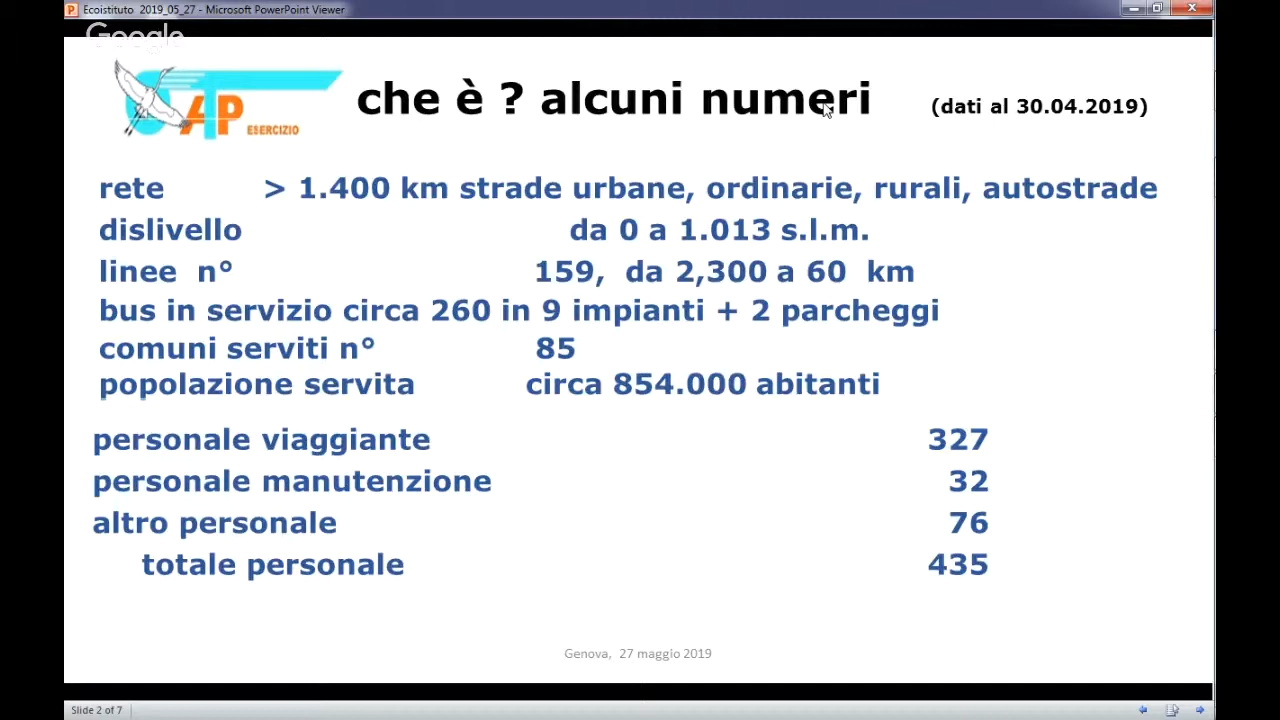 Ecoistituto 2019_05_27 - Microsoft PowerPoint Viewer
Google
ATP ESERCIZIO
che è ? alcuni numeri (dati al 30.04.2019)
rete > 1.400 km strade urbane, ordinarie, rurali, autostrade
dislivello da 0 a 1.013 s.l.m.
linee n° 159, da 2,300 a 60 km
bus in servizio circa 260 in 9 impianti + 2 parcheggi
comuni serviti n° 85
popolazione servita circa 854.000 abitanti
personale viaggiante 327
personale manutenzione 32
altro personale 76
totale personale 435
Genova, 27 maggio 2019
Slide 2 of 7